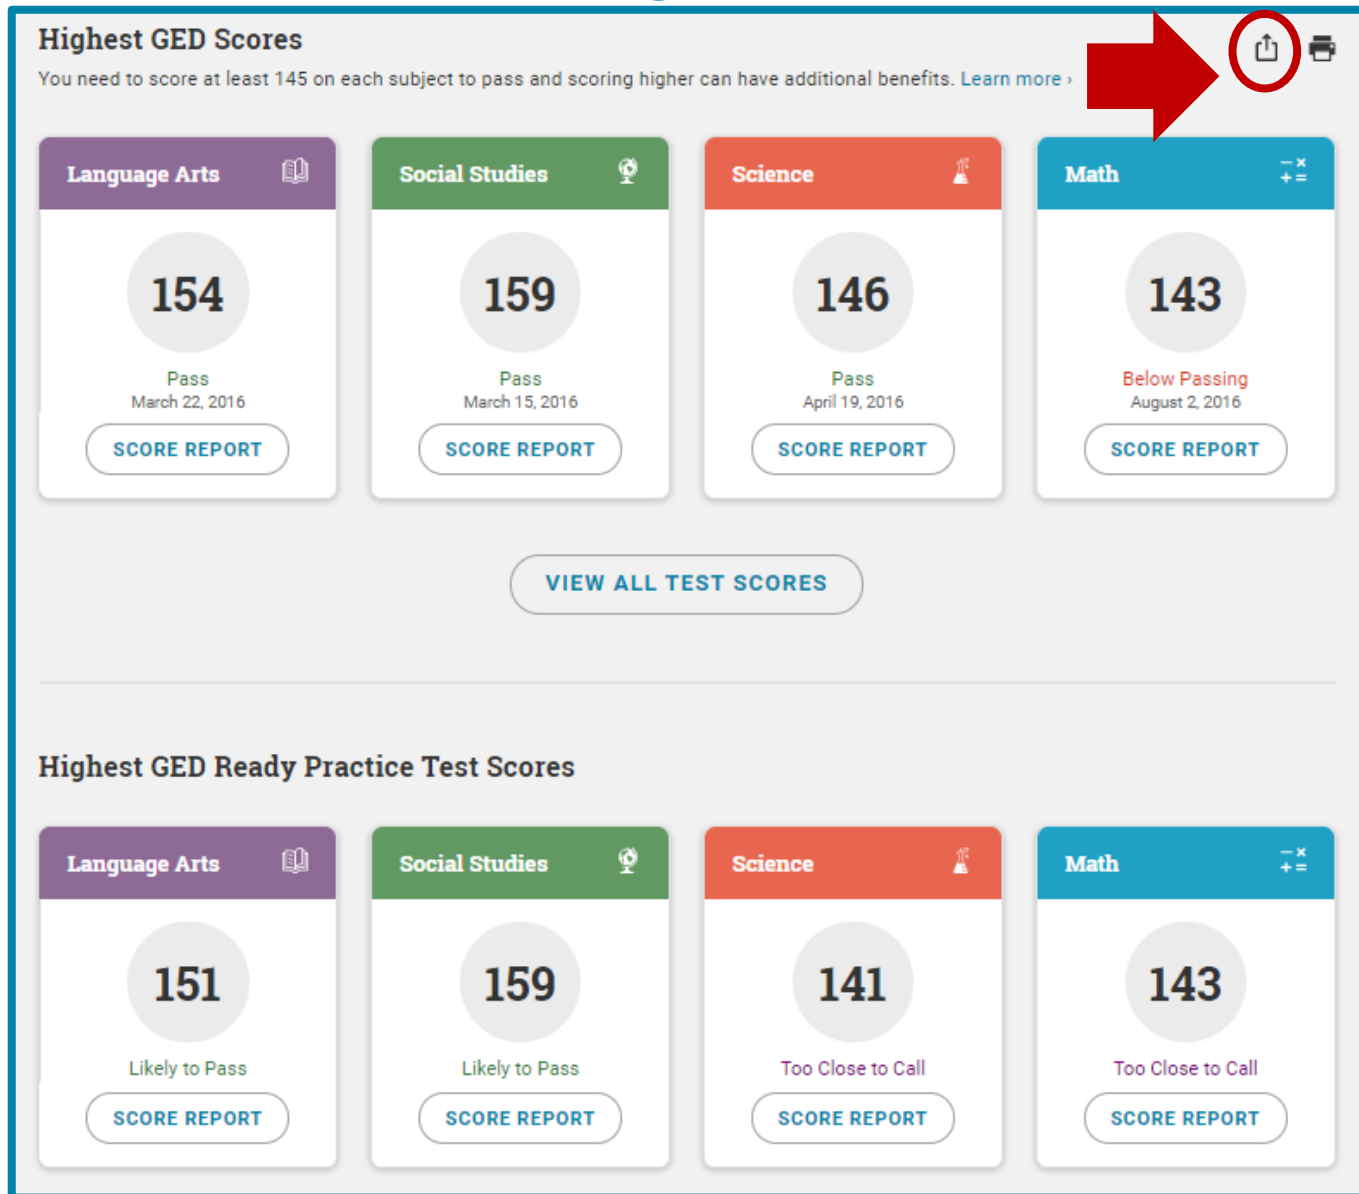 Highest GED Scores
You need to score at least 145 on each subject to pass and scoring higher can have additional benefits. Learn more ›
Language Arts
154
Pass
March 22, 2016
SCORE REPORT
Social Studies
159
Pass
March 15, 2016
SCORE REPORT
Science
146
Pass
April 19, 2016
SCORE REPORT
Math
143
Below Passing
August 2, 2016
SCORE REPORT
VIEW ALL TEST SCORES
Highest GED Ready Practice Test Scores
Language Arts
151
Likely to Pass
SCORE REPORT
Social Studies
159
Likely to Pass
SCORE REPORT
Science
141
Too Close to Call
SCORE REPORT
Math
143
Too Close to Call
SCORE REPORT